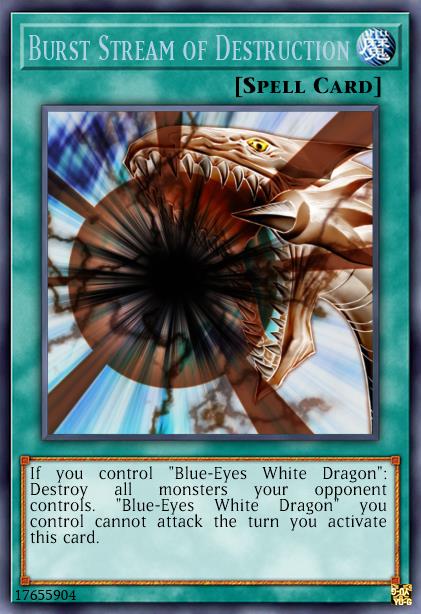 BURST STREAM OF DESTRUCTION 魔
[SPELL CARD]
If you control "Blue-Eyes White Dragon":
Destroy all monsters your opponent
controls. "Blue-Eyes White Dragon" you
control cannot attack the turn you activate
this card.
17655904